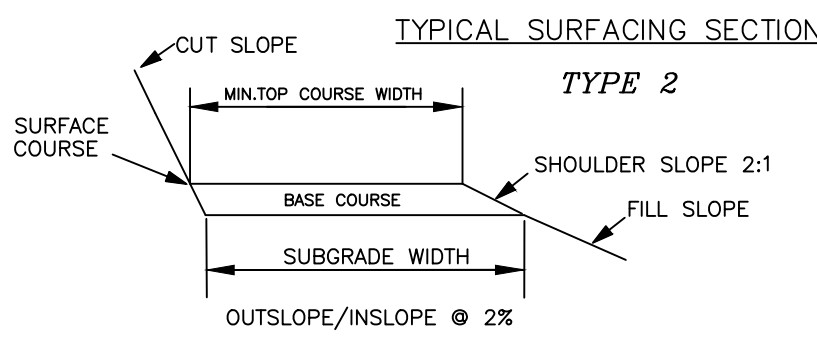 TYPICAL SURFACING SECTION
TYPE 2
CUT SLOPE
MIN.TOP COURSE WIDTH
SURFACE
COURSE
SHOULDER SLOPE 2:1
BASE COURSE
FILL SLOPE
SUBGRADE WIDTH
OUTSLOPE/INSLOPE @ 2%